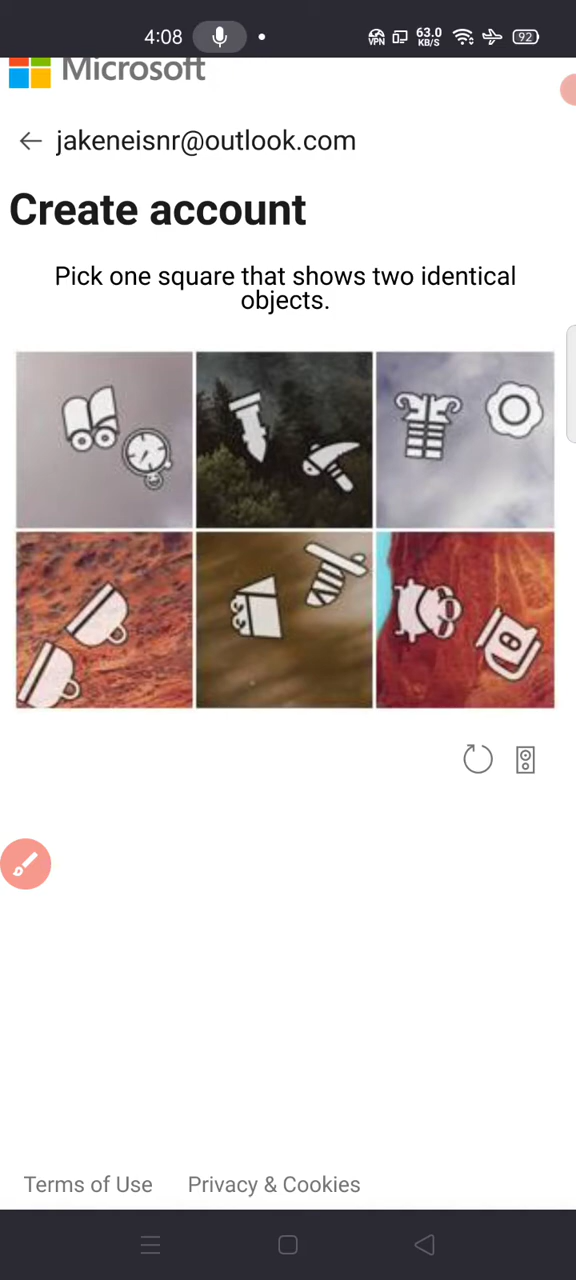 4:08 VPN 63.0 KB/S 92
Microsoft
jakeneisnr@outlook.com
Create account
Pick one square that shows two identical
objects.
Terms of Use Privacy & Cookies